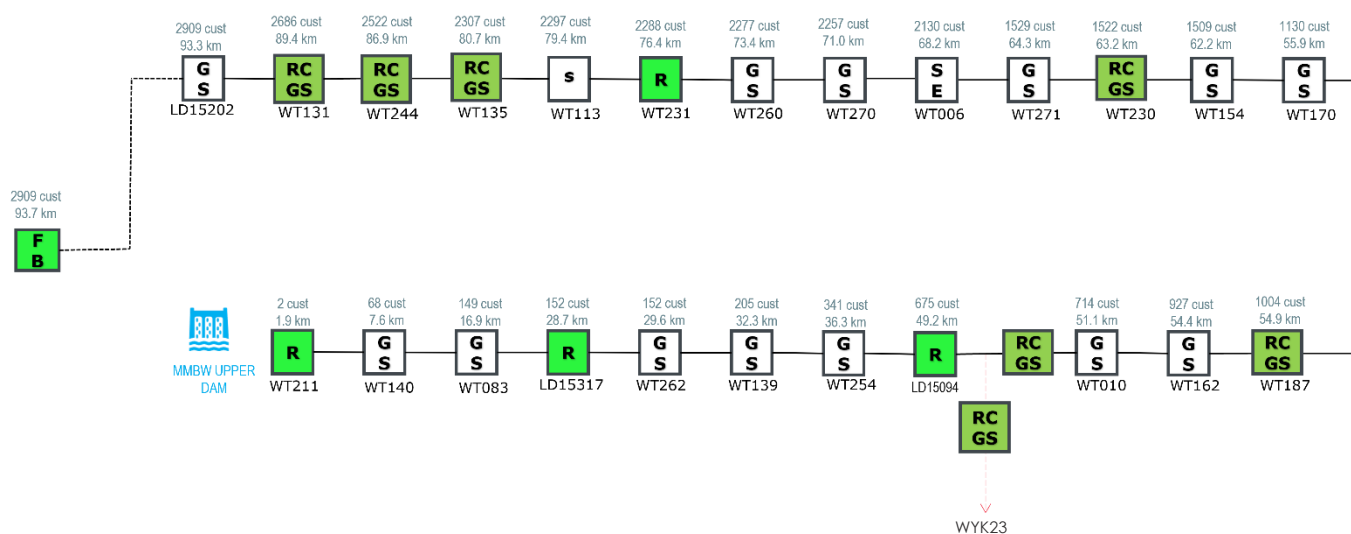 2909 cust
93.3 km
G
S
LD15202
2686 cust
89.4 km
RC
GS
WT131
2522 cust
86.9 km
RC
GS
WT244
2307 cust
80.7 km
RC
GS
WT135
2297 cust
79.4 km
s
WT113
2288 cust
76.4 km
R
WT231
2277 cust
73.4 km
G
S
WT260
2257 cust
71.0 km
G
S
WT270
2130 cust
68.2 km
S
E
WT006
1529 cust
64.3 km
G
S
WT271
1522 cust
63.2 km
RC
GS
WT230
1509 cust
62.2 km
G
S
WT154
1130 cust
55.9 km
G
S
WT170
2909 cust
93.7 km
F
B
MMBW UPPER
DAM
2 cust
1.9 km
R
WT211
68 cust
7.6 km
G
S
WT140
149 cust
16.9 km
G
S
WT083
152 cust
28.7 km
R
LD15317
152 cust
29.6 km
G
S
WT262
205 cust
32.3 km
G
S
WT139
341 cust
36.3 km
G
S
WT254
675 cust
49.2 km
R
LD15094
RC
GS
714 cust
51.1 km
G
S
WT010
927 cust
54.4 km
G
S
WT162
1004 cust
54.9 km
RC
GS
WT187
RC
GS
WYK23